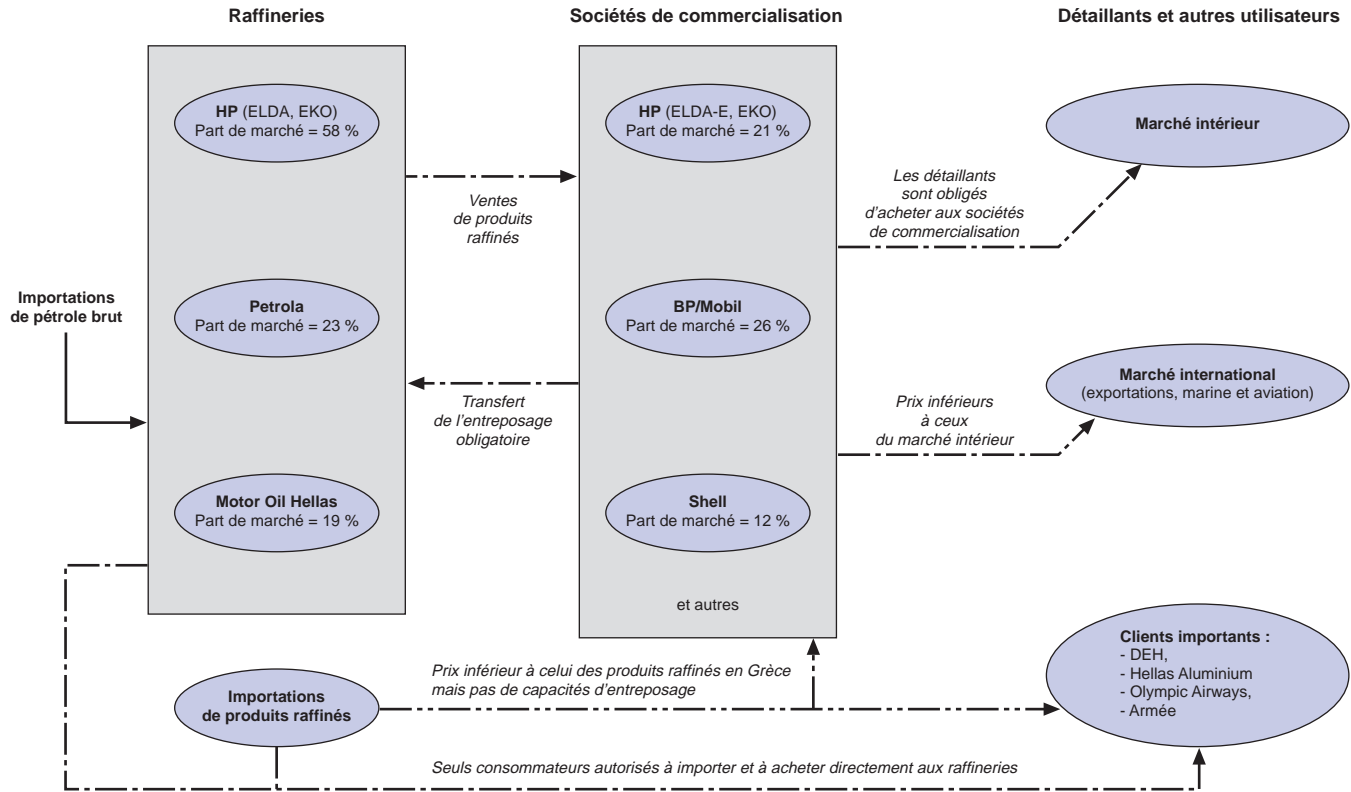 Raffineries
Sociétés de commercialisation
Détaillants et autres utilisateurs
HP (ELDA, EKO)
Part de marché = 58 %
HP (ELDA-E, EKO)
Part de marché = 21 %
Marché intérieur
Ventes
de produits
raffinés
Les détaillants
sont obligés
d'acheter aux sociétés
de commercialisation
Importations
de pétrole brut
Petrola
Part de marché = 23 %
BP/Mobil
Part de marché = 26 %
Marché international
(exportations, marine et aviation)
Transfert
de l'entreposage
obligatoire
Prix inférieurs
à ceux
du marché intérieur
Motor Oil Hellas
Part de marché = 19 %
Shell
Part de marché = 12 %
et autres
Clients importants :
- DEH,
- Hellas Aluminium
- Olympic Airways,
- Armée
Prix inférieur à celui des produits raffinés en Grèce
mais pas de capacités d'entreposage
Importations
de produits raffinés
Seuls consommateurs autorisés à importer et à acheter directement aux raffineries